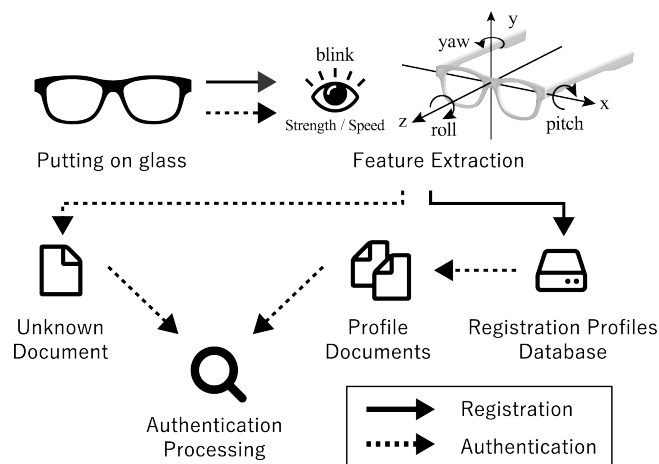 blink
Strength / Speed
yaw
y
x
z
roll
pitch
Putting on glass
Feature Extraction
Unknown
Document
Profile
Documents
Registration Profiles
Database
Authentication
Processing
Registration
Authentication